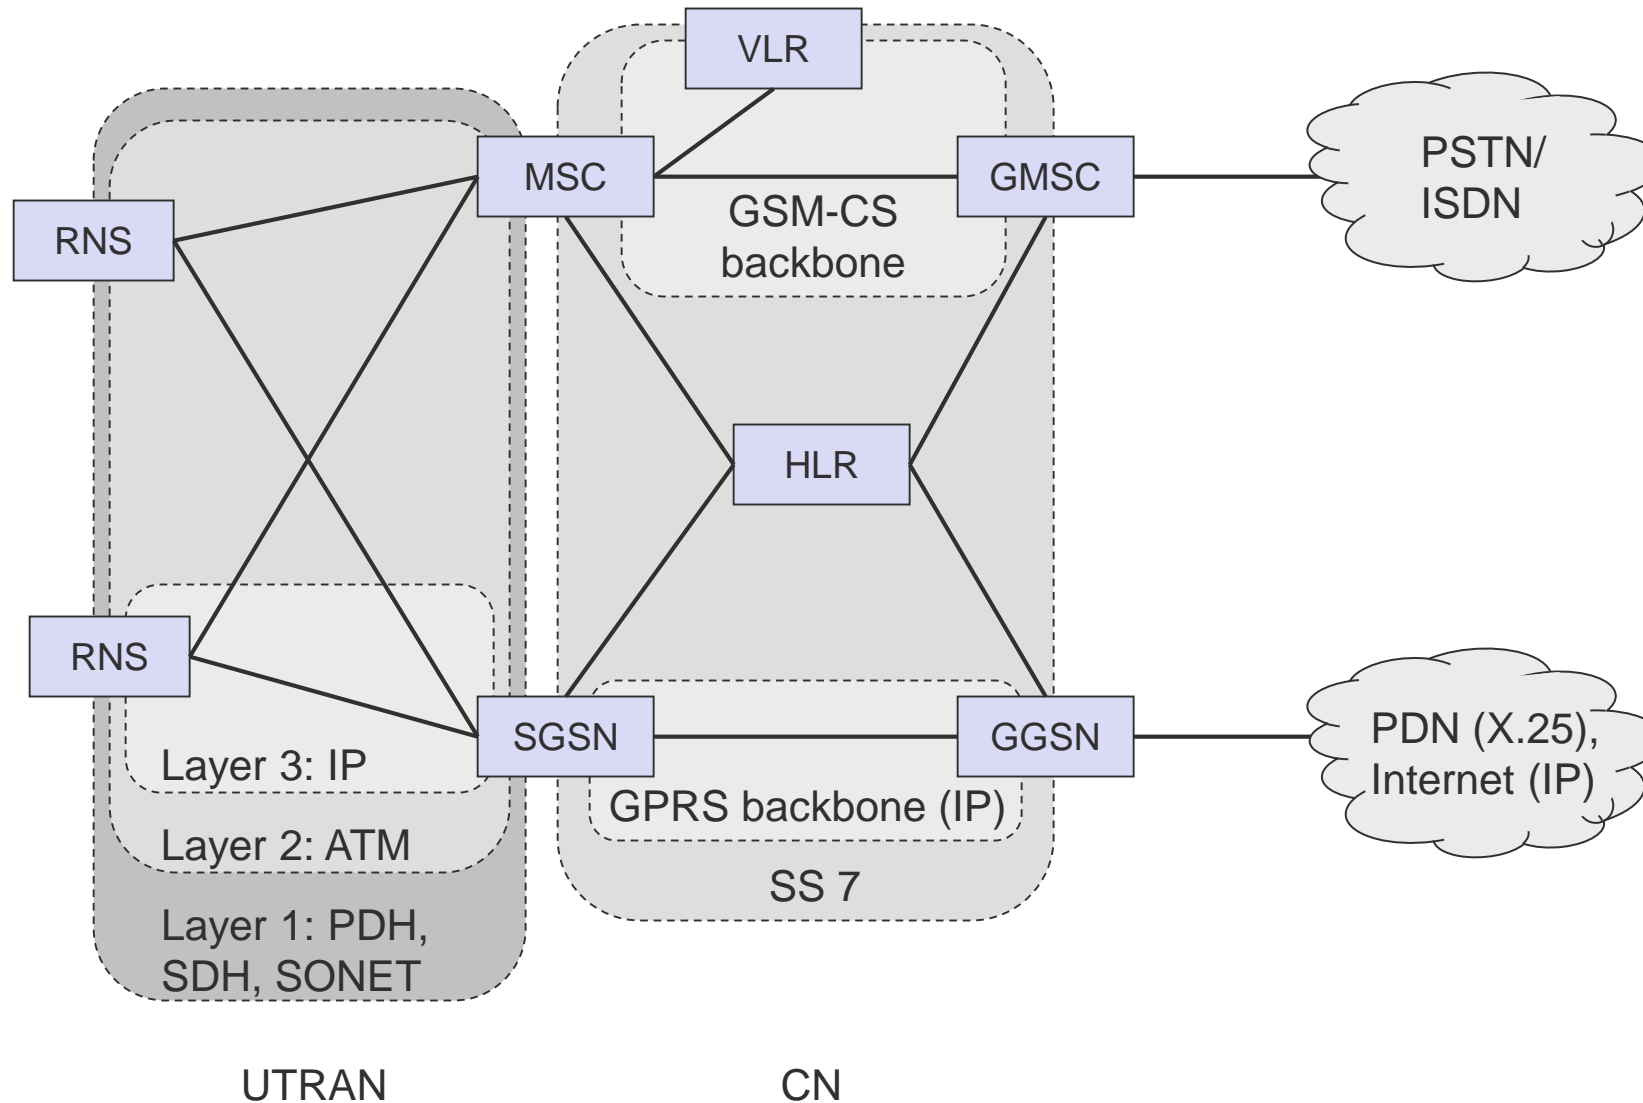 VLR
MSC
GMSC
PSTN/
ISDN
RNS
GSM-CS
backbone
HLR
RNS
SGSN
GGSN
PDN (X.25),
Internet (IP)
Layer 3: IP
GPRS backbone (IP)
Layer 2: ATM
SS 7
Layer 1: PDH,
SDH, SONET
UTRAN
CN